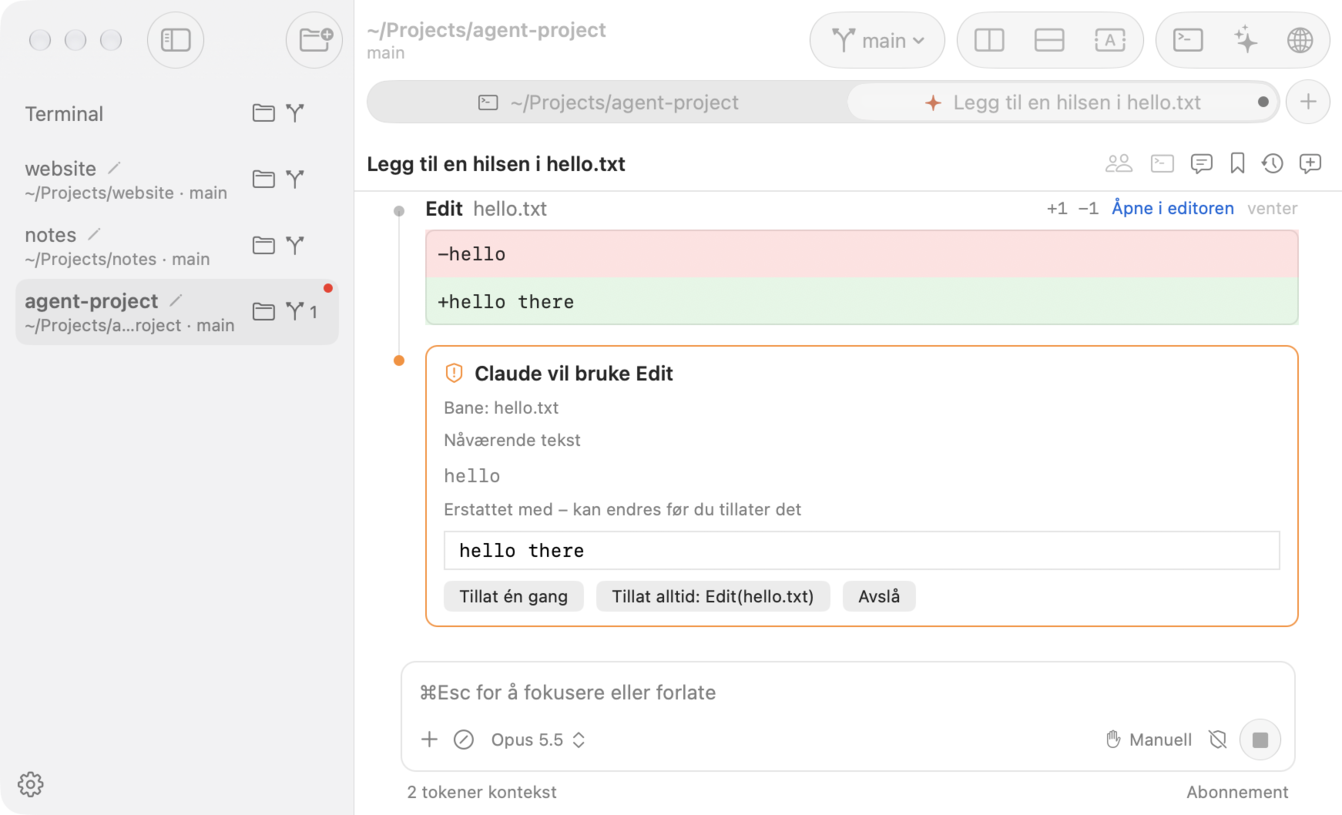 ~/Projects/agent-project
main
main
Terminal
~/Projects/agent-project
Legg til en hilsen i hello.txt
website
~/Projects/website · main
notes
~/Projects/notes · main
agent-project
~/Projects/a...roject · main
1
Legg til en hilsen i hello.txt
Edit hello.txt
+1 −1 Åpne i editoren venter
−hello
+hello there
Claude vil bruke Edit
Bane: hello.txt
Nåværende tekst
hello
Erstattet med – kan endres før du tillater det
hello there
Tillat én gang
Tillat alltid: Edit(hello.txt)
Avslå
⌘Esc for å fokusere eller forlate
Opus 5.5
Manuell
2 tokener kontekst
Abonnement